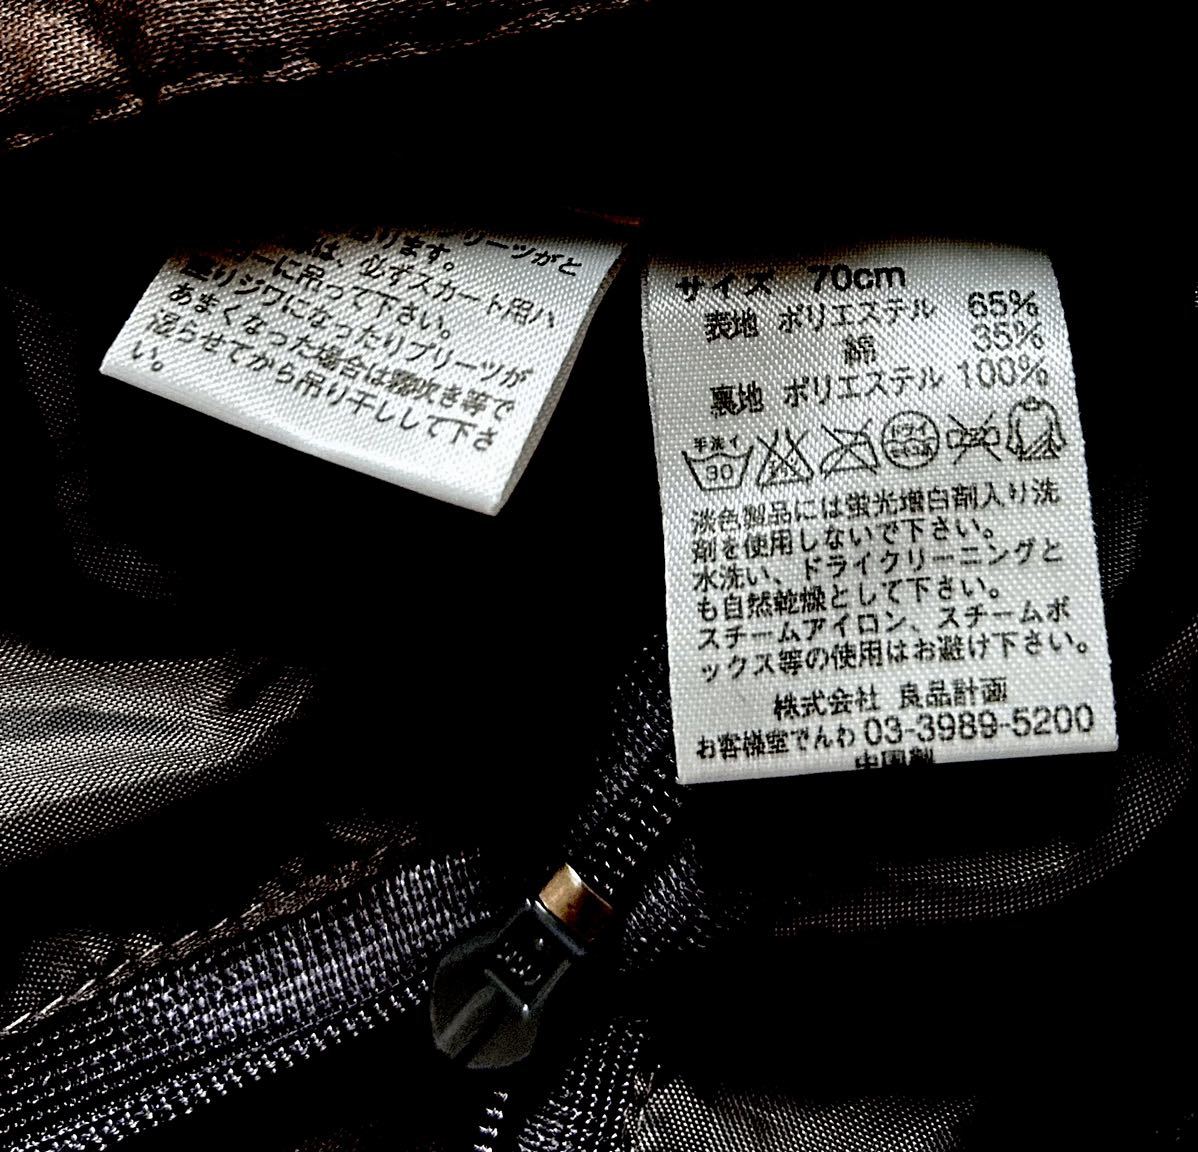 ーリーツがと
ります。
は、必ずスカート用ハ
ーに吊って下さい。
座りジワになったりプリーツが
あまくなった場合は霧吹き等で
湿らせてから吊り干しして下さ
い。
サイズ 70cm
表地 ポリエステル 65%
綿 35%
裏地 ポリエステル 100%
手洗イ
30
ドライ
淡色製品には蛍光増白剤入り洗
剤を使用しないで下さい。
水洗い、ドライクリーニングと
も自然乾燥として下さい。
スチームアイロン、スチームボ
ックス等の使用はお避け下さい。
株式会社 良品計画
お客様室でんわ 03-3989-5200
中国製